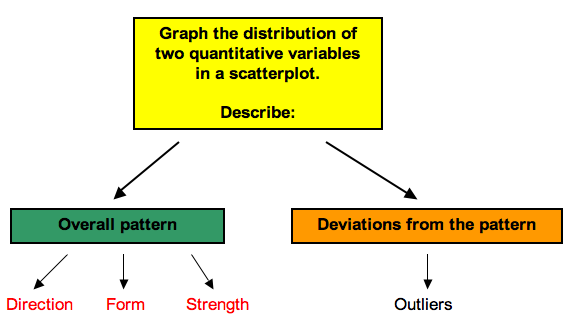 Graph the distribution of
two quantitative variables
in a scatterplot.
Describe:
Overall pattern
Deviations from the pattern
Direction
Form
Strength
Outliers